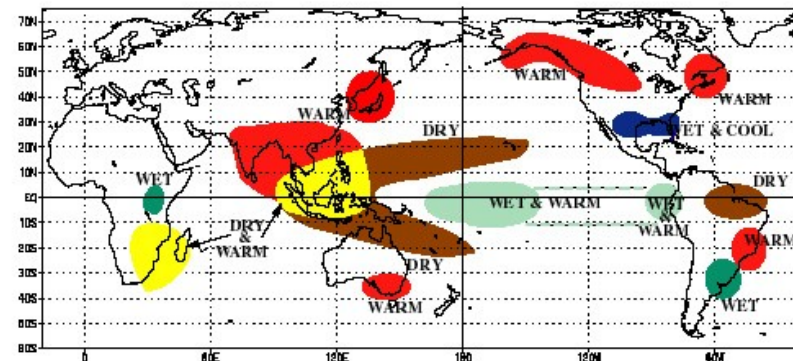 70N
60N
50N
40N
30N
20N
10N
EQ
10S
20S
30S
40S
50S
60S
0
60E
120E
180
120W
60W
WARM
WARM
WARM
DRY
WET & COOL
WET
DRY
WET & WARM
WET
&
WARM
DRY
&
WARM
WARM
DRY
WARM
WET